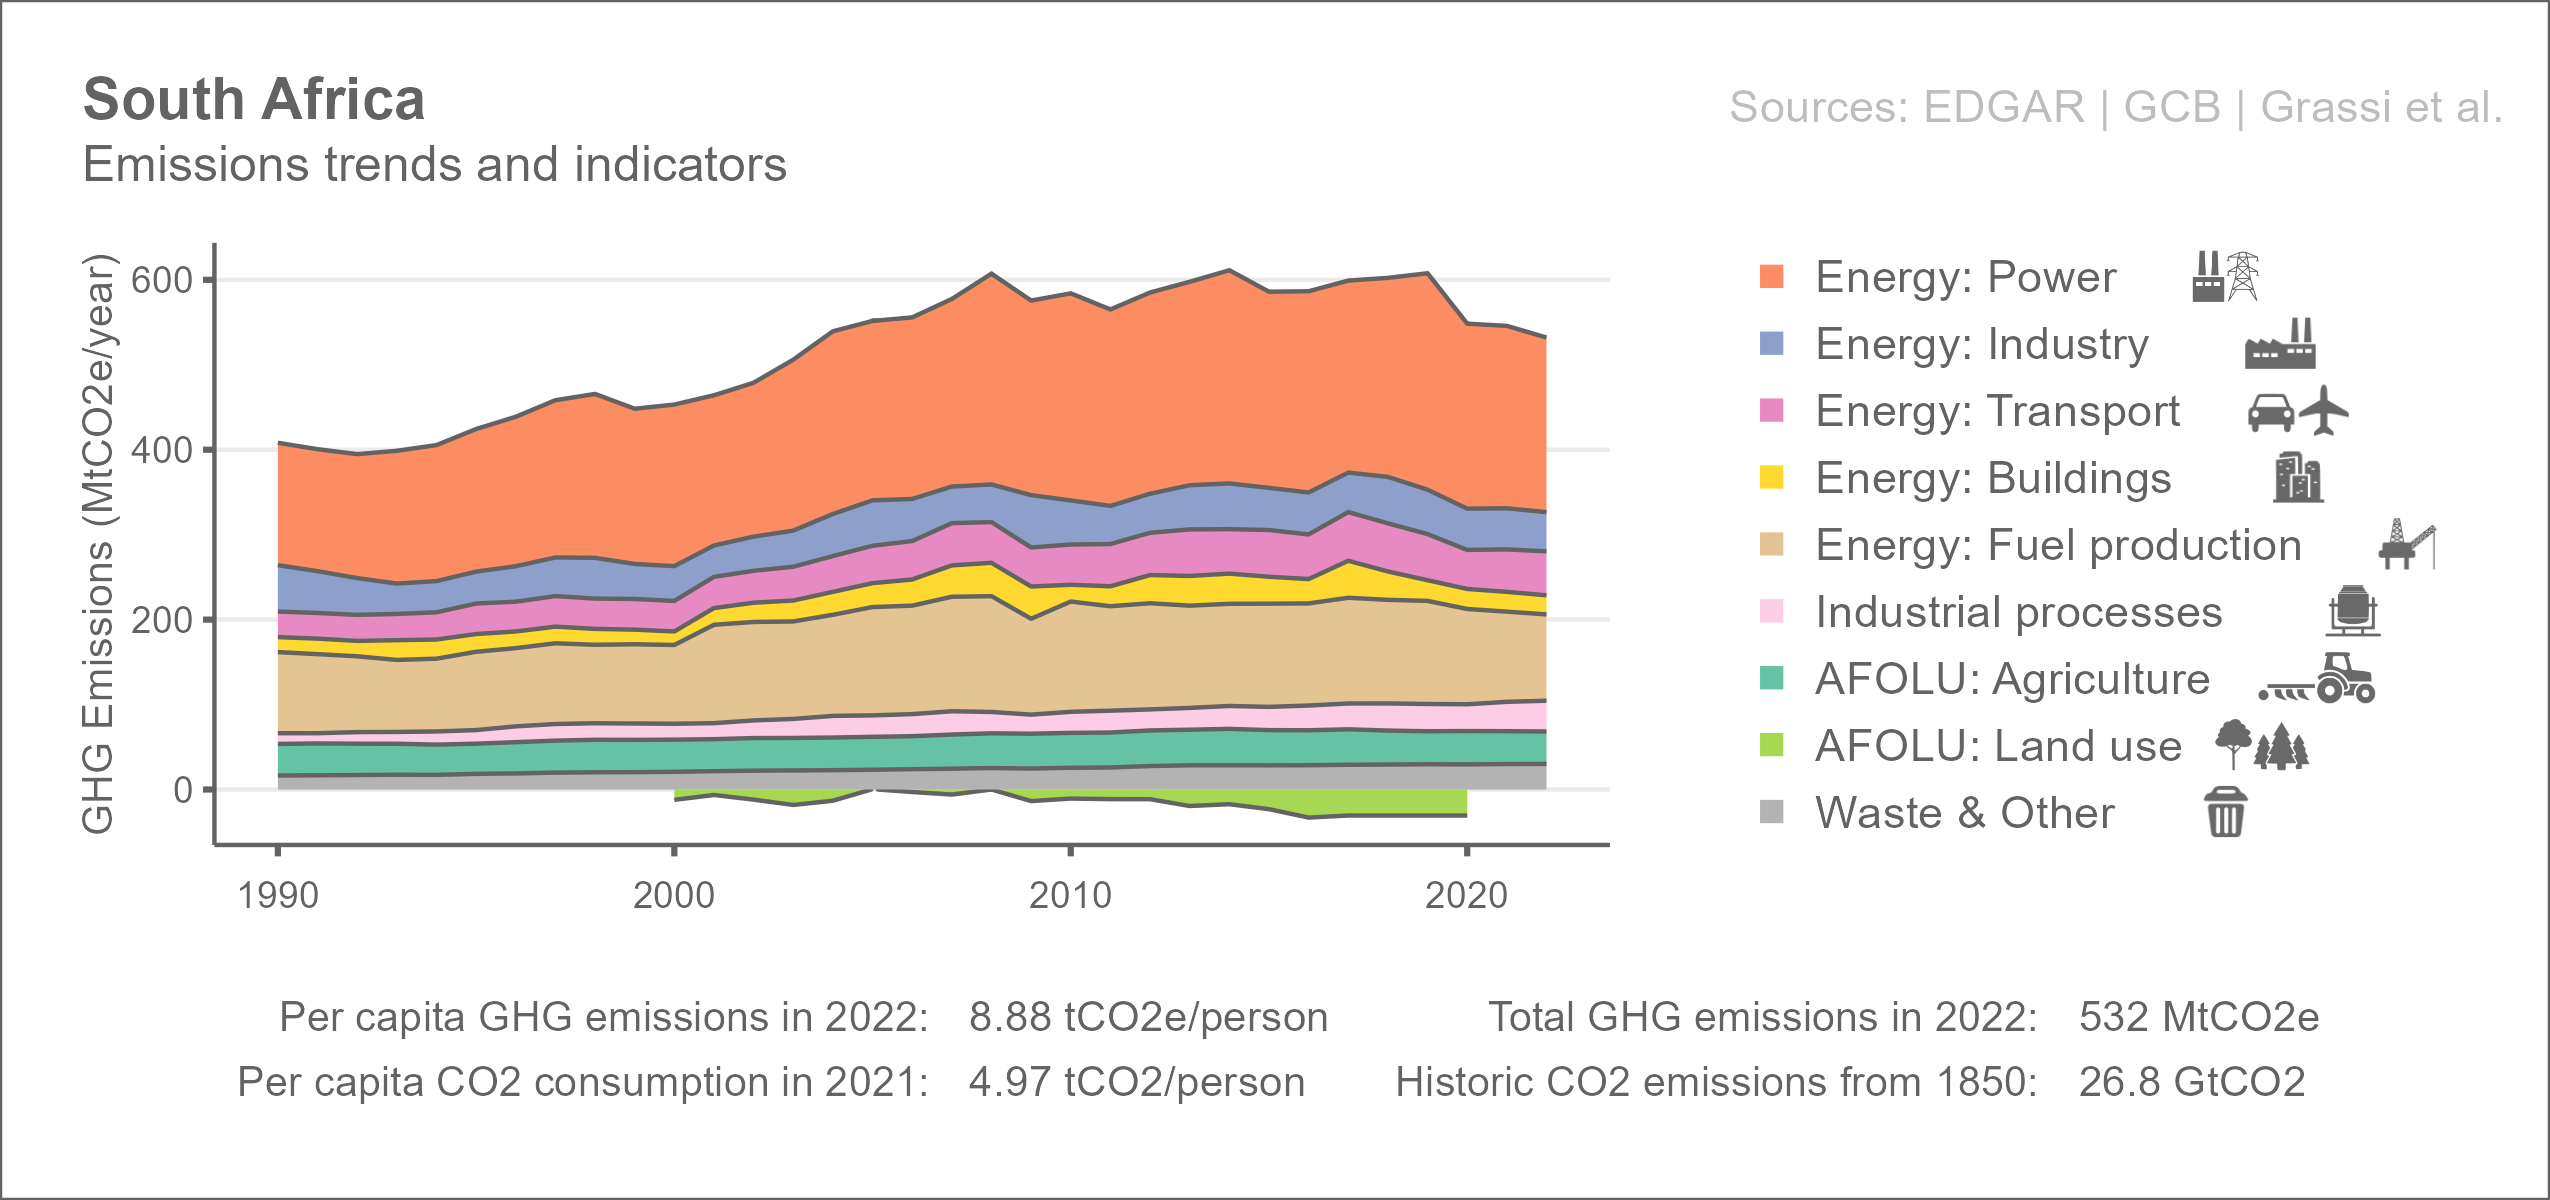 South Africa
Sources: EDGAR | GCB | Grassi et al.
Emissions trends and indicators
GHG Emissions (MtCO2e/year)
600
400
200
0
1990
2000
2010
2020
Energy: Power
Energy: Industry
Energy: Transport
Energy: Buildings
Energy: Fuel production
Industrial processes
AFOLU: Agriculture
AFOLU: Land use
Waste & Other
Per capita GHG emissions in 2022: 8.88 tCO2e/person
Total GHG emissions in 2022: 532 MtCO2e
Per capita CO2 consumption in 2021: 4.97 tCO2/person
Historic CO2 emissions from 1850: 26.8 GtCO2